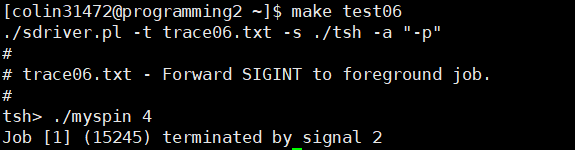 [colin31472@programming2 ~]$ make test06
./sdriver.pl -t trace06.txt -s ./tsh -a "-p"
#
# trace06.txt - Forward SIGINT to foreground job.
#
tsh> ./myspin 4
Job [1] (15245) terminated by signal 2